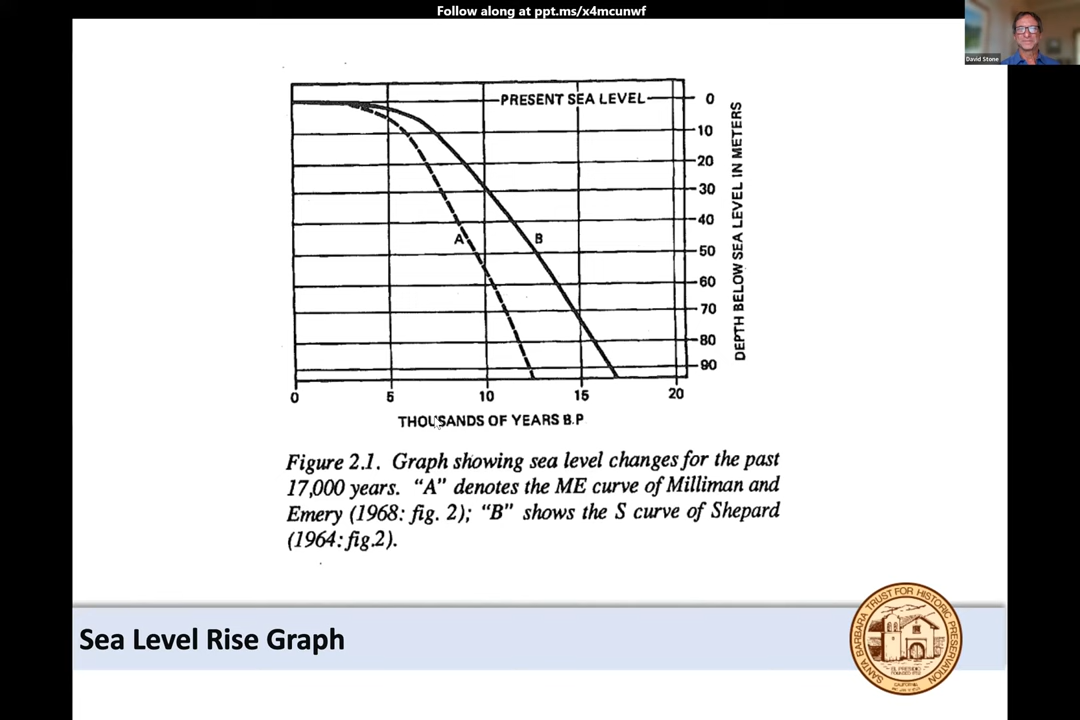 Follow along at ppt.ms/x4mcunwf
David Stone
PRESENT SEA LEVEL
0
10
20
30
40
50
60
70
80
90
DEPTH BELOW SEA LEVEL IN METERS
A
B
0
5
10
15
20
THOUSANDS OF YEARS B.P
Figure 2.1. Graph showing sea level changes for the past
17,000 years. "A" denotes the ME curve of Milliman and
Emery (1968: fig. 2); "B" shows the S curve of Shepard
(1964: fig.2).
Sea Level Rise Graph
SANTA BARBARA TRUST FOR HISTORIC PRESERVATION
EL PRESIDIO
CALIFORNIA